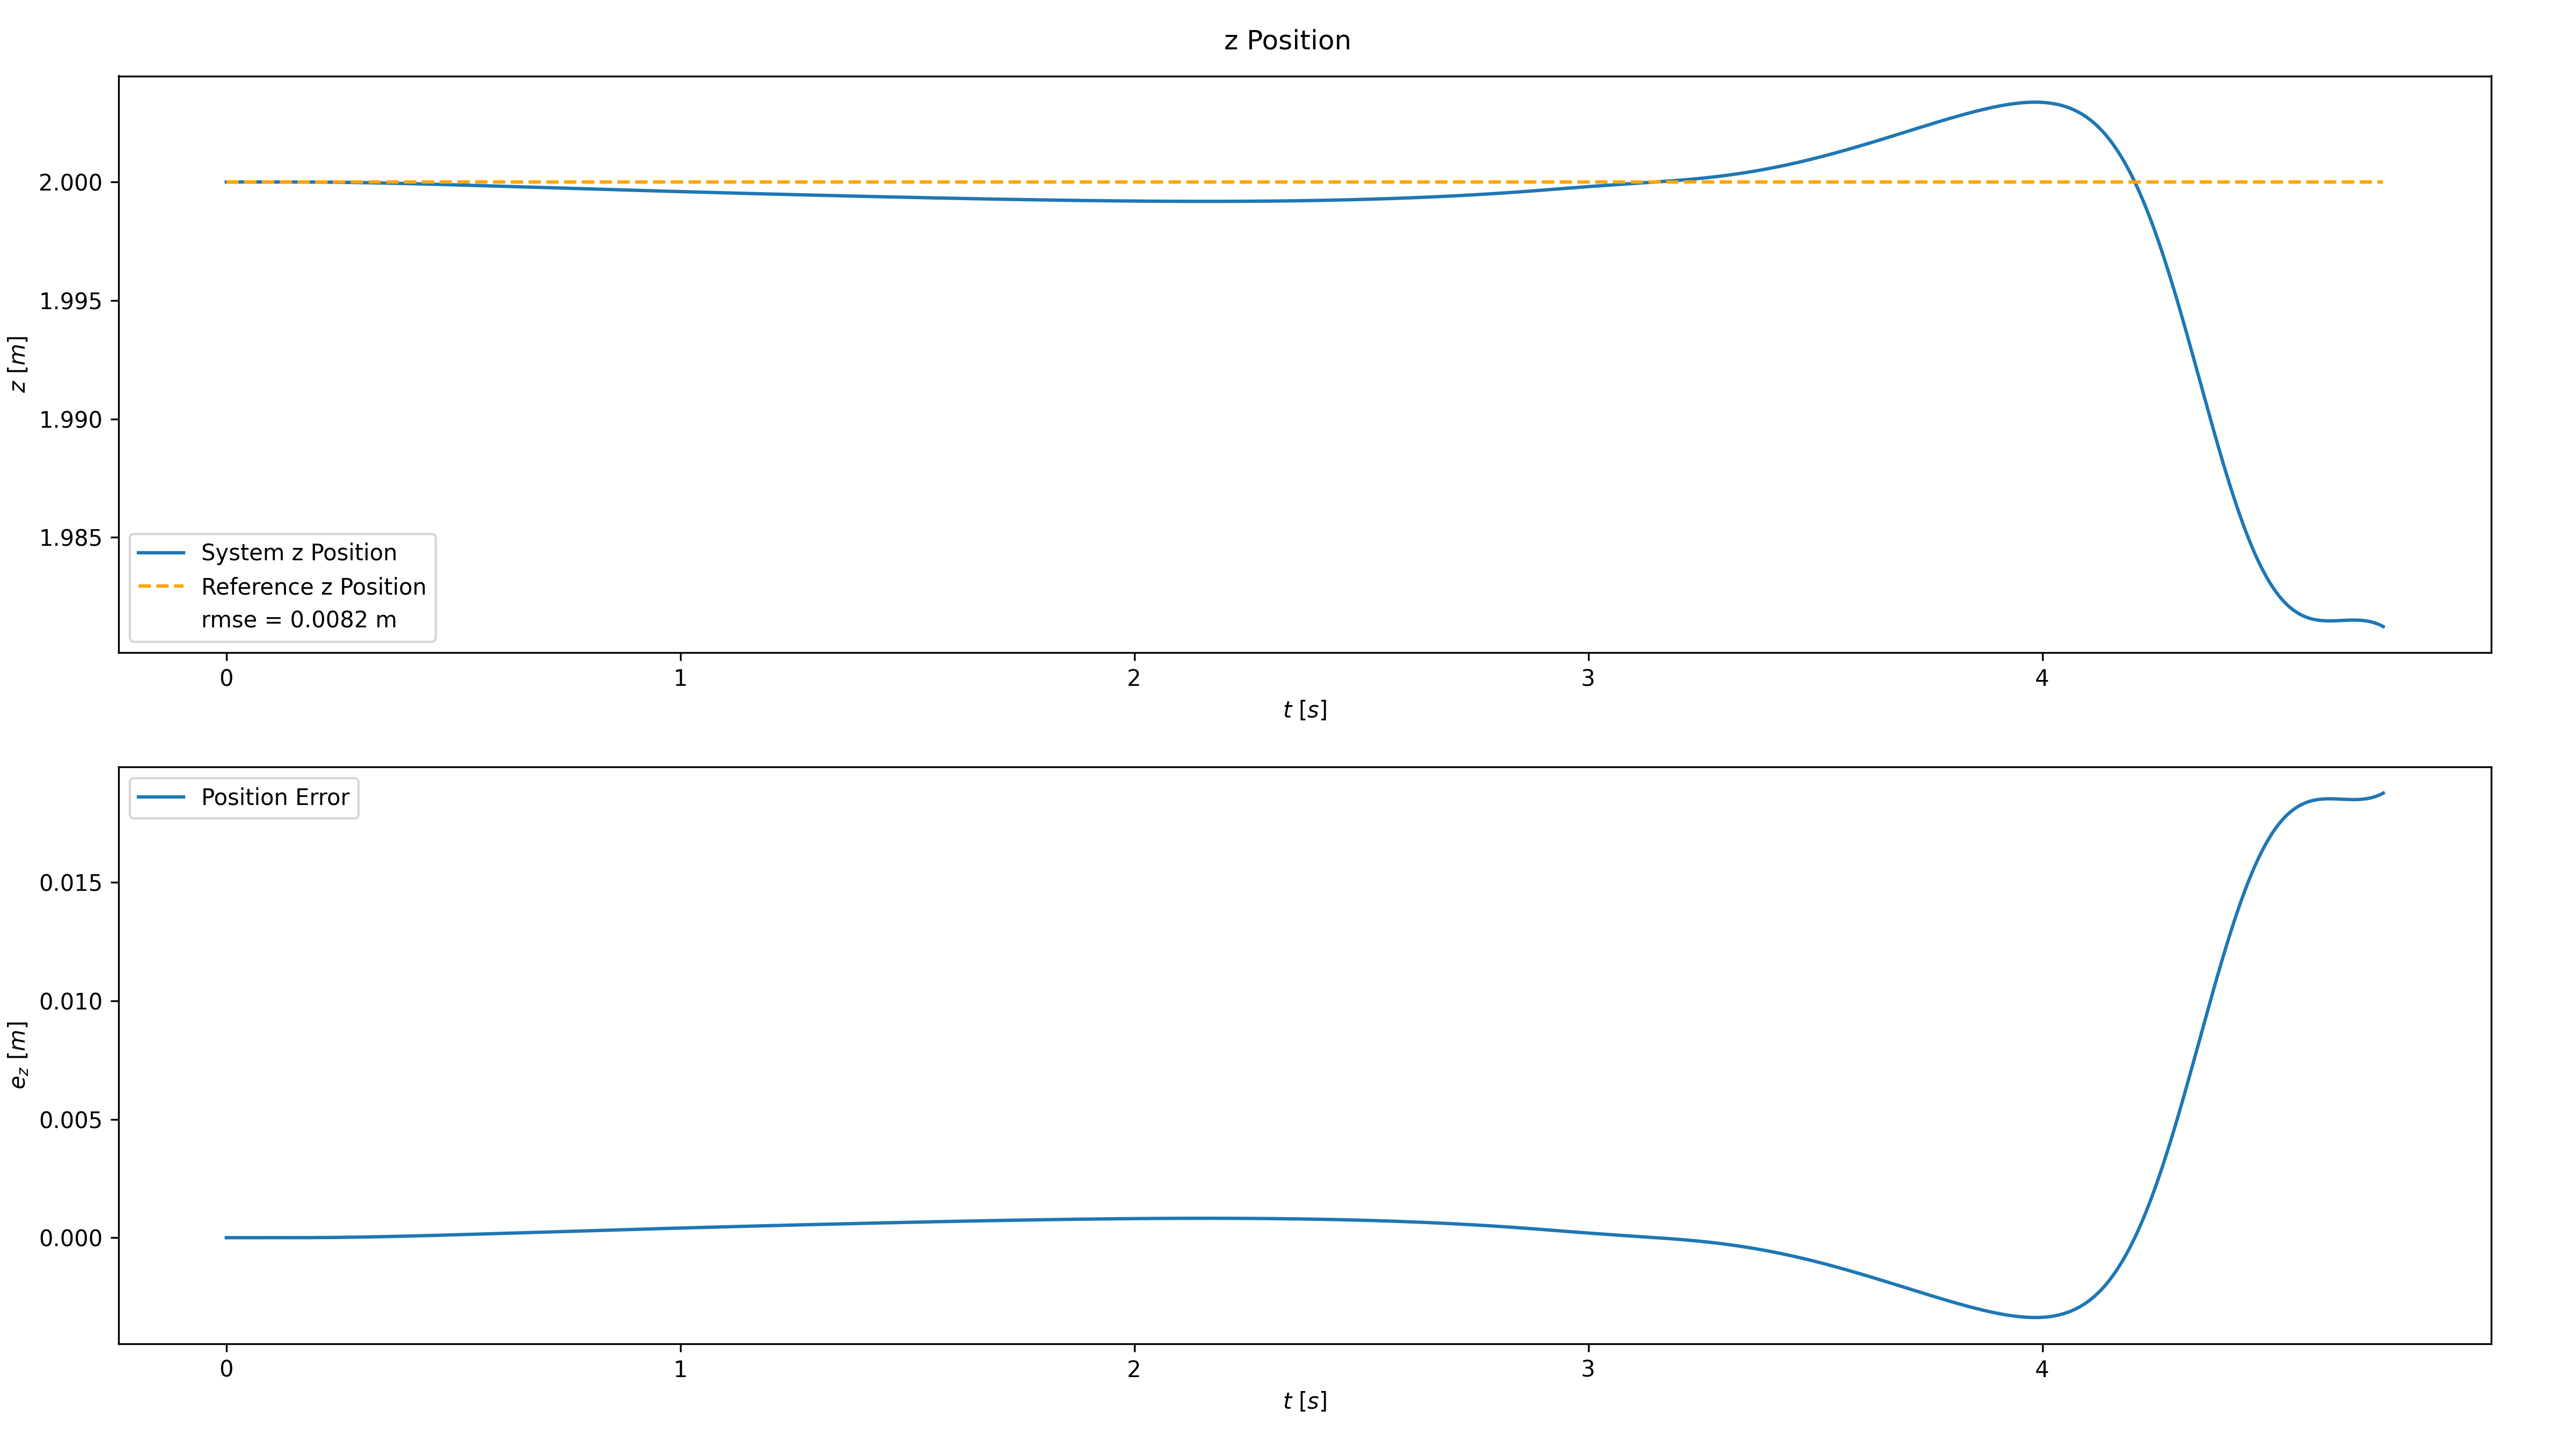 z Position
2.000
1.995
1.990
1.985
z [m]
System z Position
Reference z Position
rmse = 0.0082 m
0 1 2 3 4
t [s]
Position Error
0.015
0.010
0.005
0.000
e_z [m]
0 1 2 3 4
t [s]